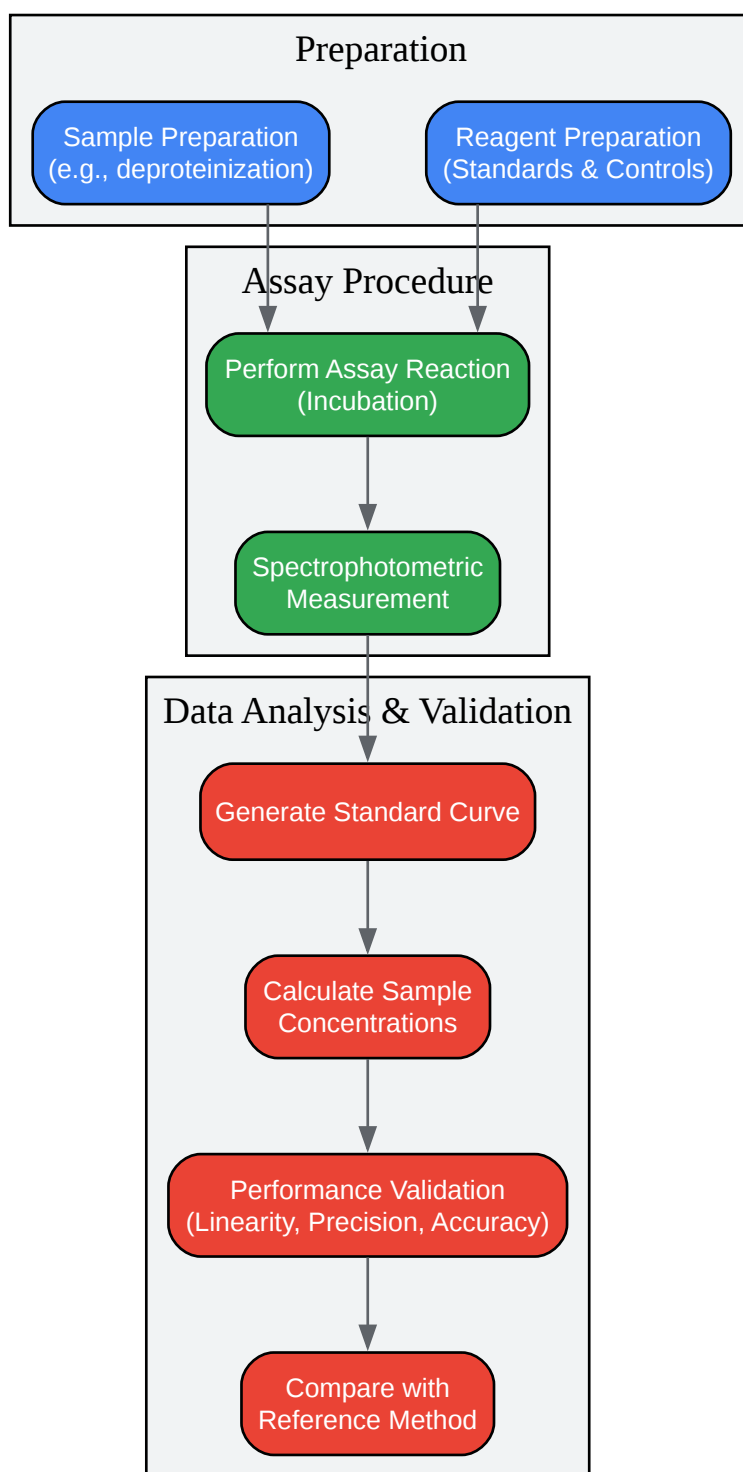 Preparation
Sample Preparation
(e.g., deproteinization)
Reagent Preparation
(Standards & Controls)
Assay Procedure
Perform Assay Reaction
(Incubation)
Spectrophotometric
Measurement
Data Analysis & Validation
Generate Standard Curve
Calculate Sample
Concentrations
Performance Validation
(Linearity, Precision, Accuracy)
Compare with
Reference Method